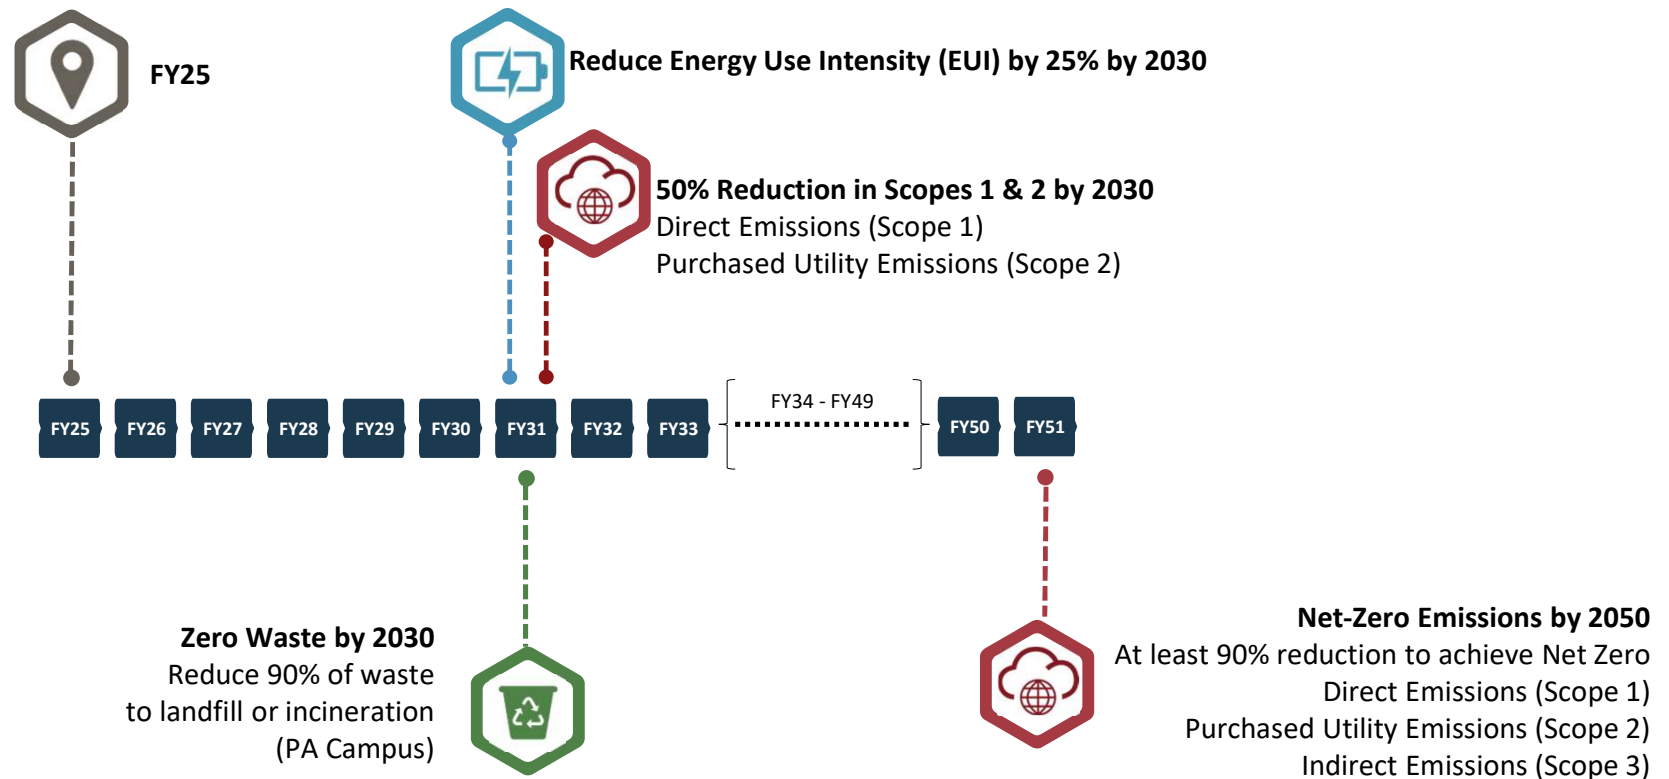 FY25
Reduce Energy Use Intensity (EUI) by 25% by 2030
50% Reduction in Scopes 1 & 2 by 2030
Direct Emissions (Scope 1)
Purchased Utility Emissions (Scope 2)
FY25
FY26
FY27
FY28
FY29
FY30
FY31
FY32
FY33
FY34 - FY49
FY50
FY51
Zero Waste by 2030
Reduce 90% of waste
to landfill or incineration
(PA Campus)
Net-Zero Emissions by 2050
At least 90% reduction to achieve Net Zero
Direct Emissions (Scope 1)
Purchased Utility Emissions (Scope 2)
Indirect Emissions (Scope 3)